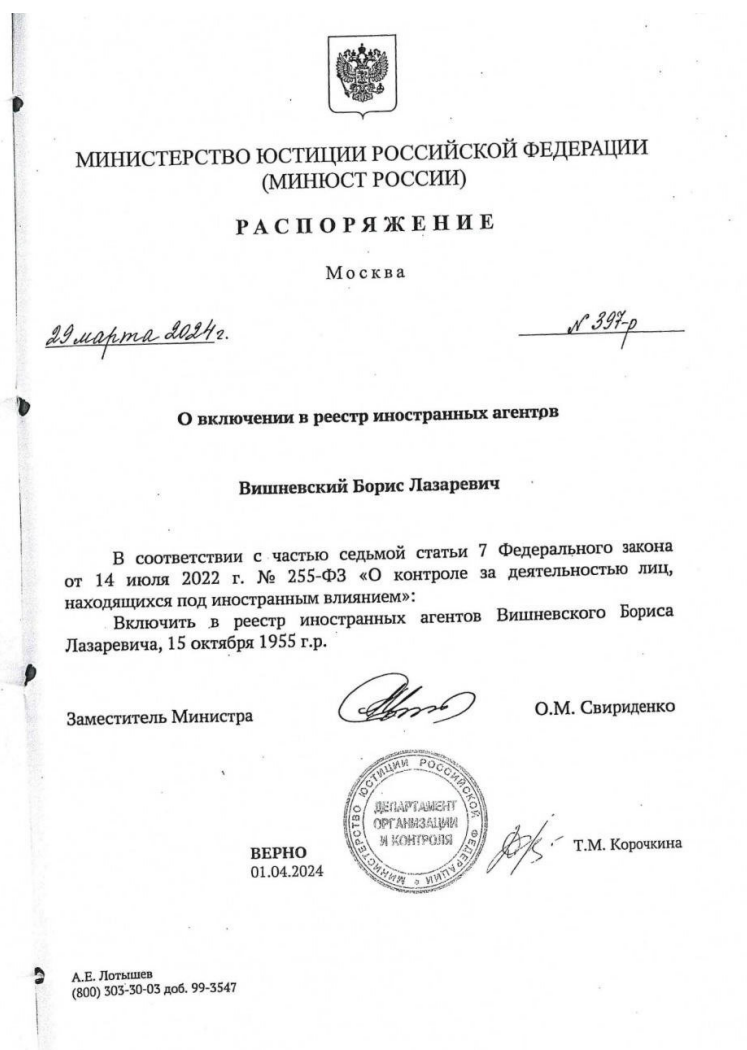 МИНИСТЕРСТВО ЮСТИЦИИ РОССИЙСКОЙ ФЕДЕРАЦИИ
(МИНЮСТ РОССИИ)
РАСПОРЯЖЕНИЕ
Москва
29 марта 2024 г.
№ 397-р
О включении в реестр иностранных агентов
Вишневский Борис Лазаревич
В соответствии с частью седьмой статьи 7 Федерального закона
от 14 июля 2022 г. № 255-ФЗ «О контроле за деятельностью лиц,
находящихся под иностранным влиянием»:
Включить в реестр иностранных агентов Вишневского Бориса
Лазаревича, 15 октября 1955 г.р.
Заместитель Министра
О.М. Свириденко
МИНИСТЕРСТВО ЮСТИЦИИ РОССИЙСКОЙ ФЕДЕРАЦИИ
ДЕПАРТАМЕНТ
ОРГАНИЗАЦИИ
И КОНТРОЛЯ
ВЕРНО
01.04.2024
Т.М. Корочкина
А.Е. Лотышев
(800) 303-30-03 доб. 99-3547